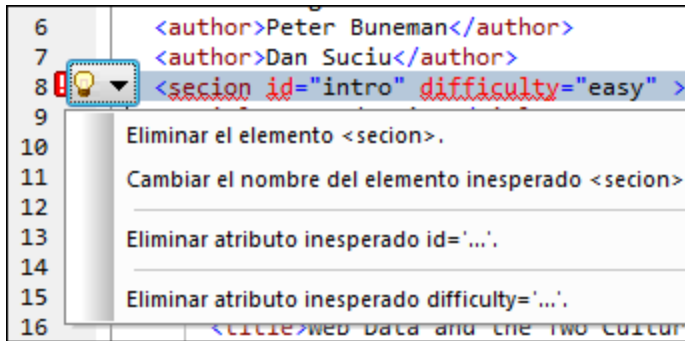 6 <author>Peter Buneman</author>
7 <author>Dan Suciu</author>
8 <secion id="intro" difficulty="easy" >
9
Eliminar el elemento <secion>.
10
11 Cambiar el nombre del elemento inesperado <secion>
12
13 Eliminar atributo inesperado id='...'.
14
15 Eliminar atributo inesperado difficulty='...'.
16 <title>Web Data and the Two Cultur